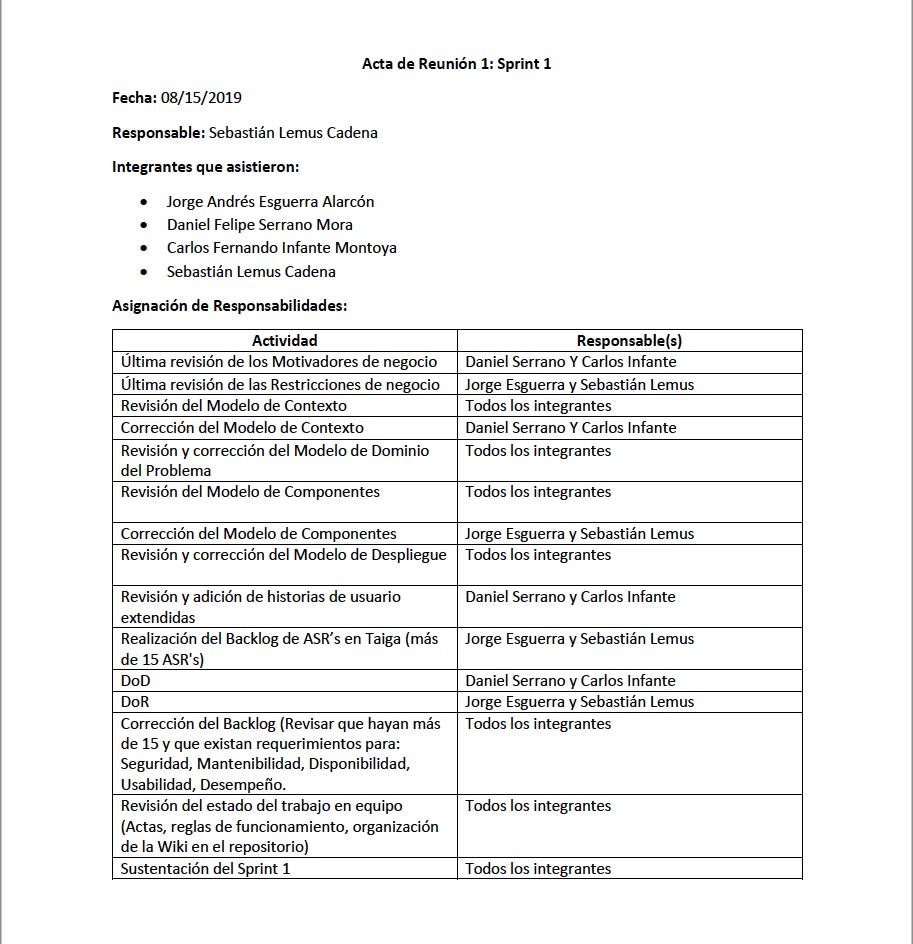 Acta de Reunión 1: Sprint 1
Fecha: 08/15/2019
Responsable: Sebastián Lemus Cadena
Integrantes que asistieron:
• Jorge Andrés Esguerra Alarcón
• Daniel Felipe Serrano Mora
• Carlos Fernando Infante Montoya
• Sebastián Lemus Cadena
Asignación de Responsabilidades:
Actividad Responsable(s)
Última revisión de los Motivadores de negocio Daniel Serrano Y Carlos Infante
Última revisión de las Restricciones de negocio Jorge Esguerra y Sebastián Lemus
Revisión del Modelo de Contexto Todos los integrantes
Corrección del Modelo de Contexto Daniel Serrano Y Carlos Infante
Revisión y corrección del Modelo de Dominio Todos los integrantes
del Problema
Revisión del Modelo de Componentes Todos los integrantes
Corrección del Modelo de Componentes Jorge Esguerra y Sebastián Lemus
Revisión y corrección del Modelo de Despliegue Todos los integrantes
Revisión y adición de historias de usuario Daniel Serrano y Carlos Infante
extendidas
Realización del Backlog de ASR’s en Taiga (más Jorge Esguerra y Sebastián Lemus
de 15 ASR's)
DoD Daniel Serrano y Carlos Infante
DoR Jorge Esguerra y Sebastián Lemus
Corrección del Backlog (Revisar que hayan más Todos los integrantes
de 15 y que existan requerimientos para:
Seguridad, Mantenibilidad, Disponibilidad,
Usabilidad, Desempeño.
Revisión del estado del trabajo en equipo Todos los integrantes
(Actas, reglas de funcionamiento, organización
de la Wiki en el repositorio)
Sustentación del Sprint 1 Todos los integrantes